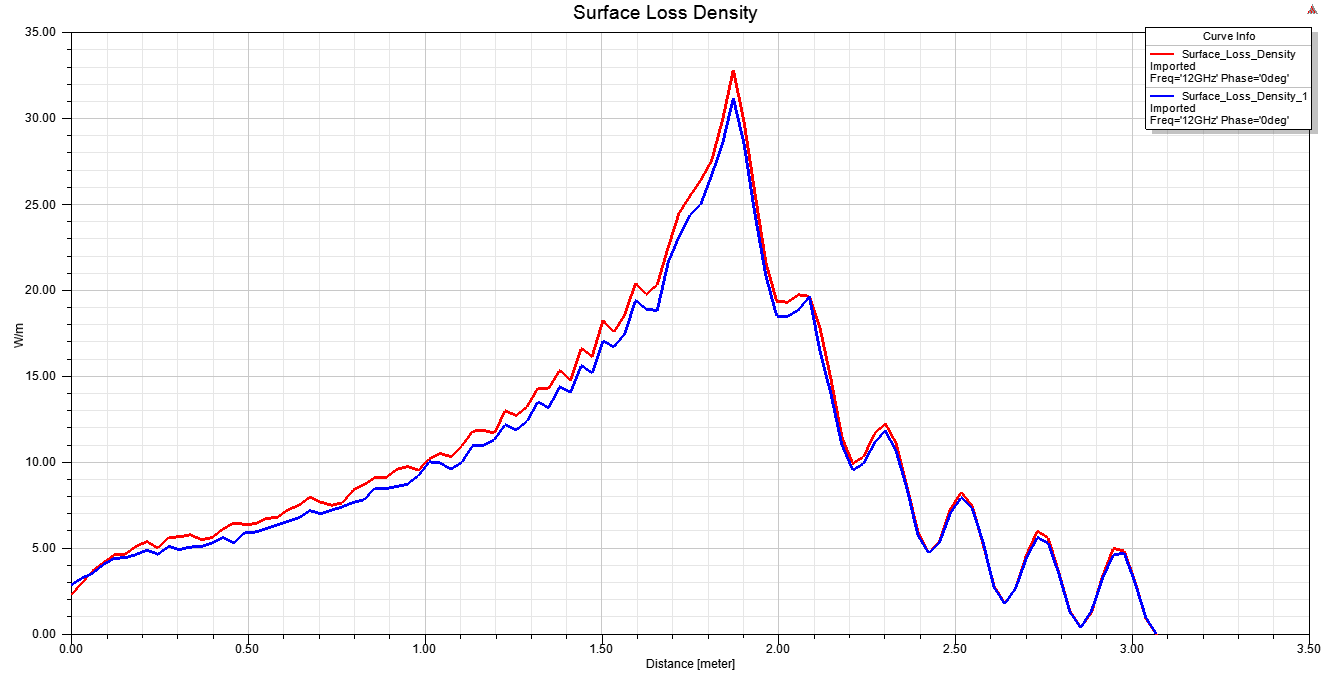 Surface Loss Density
Curve Info
Surface_Loss_Density
Imported
Freq='12GHz' Phase='0deg'
Surface_Loss_Density_1
Imported
Freq='12GHz' Phase='0deg'
35.00
30.00
25.00
20.00
15.00
10.00
5.00
0.00
W/m
0.00 0.50 1.00 1.50 2.00 2.50 3.00 3.50
Distance [meter]